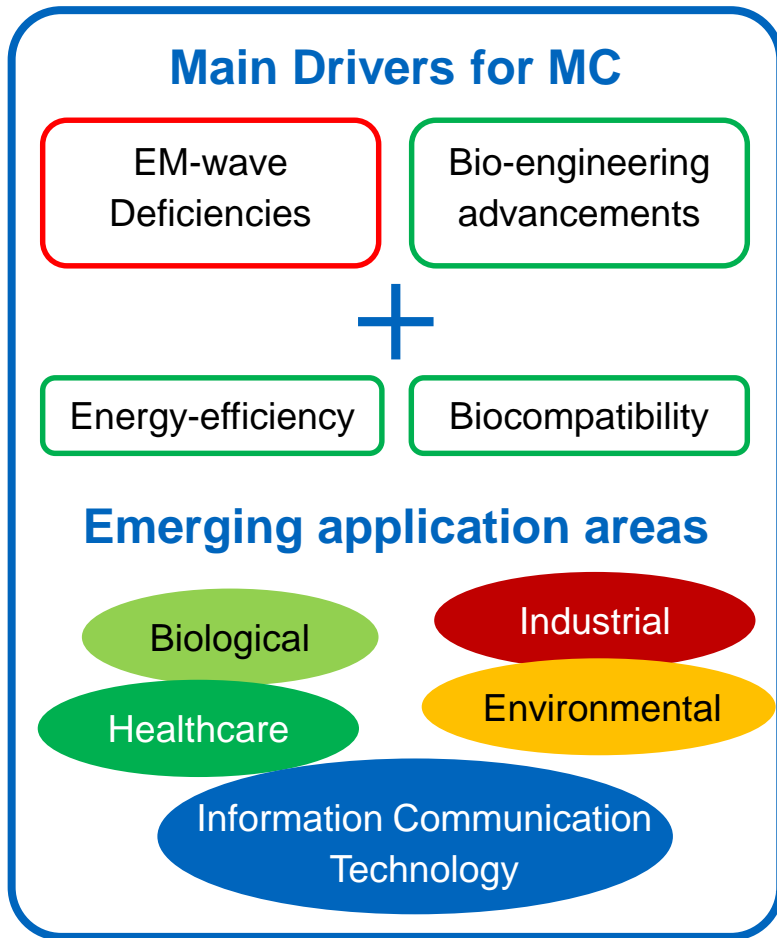 Main Drivers for MC
EM-wave
Deficiencies
Bio-engineering
advancements
+
Energy-efficiency
Biocompatibility
Emerging application areas
Biological
Industrial
Healthcare
Environmental
Information Communication
Technology